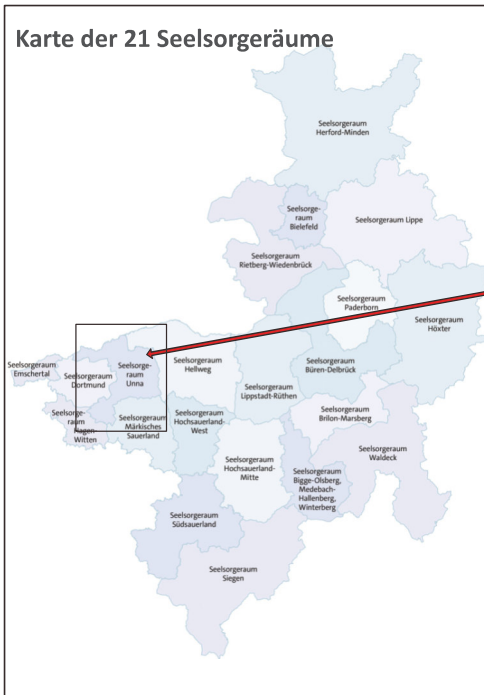 Karte der 21 Seelsorgeräume
Seelsorgeraum
Herford-Minden
Seelsorge-
raum
Bielefeld
Seelsorgeraum Lippe
Seelsorgeraum
Rietberg-Wiedenbrück
Seelsorgeraum
Paderborn
Seelsorgeraum
Höxter
Seelsorgeraum
Emschertal
Seelsorgeraum
Dortmund
Seelsorge-
raum
Unna
Seelsorgeraum
Hellweg
Seelsorgeraum
Lippstadt-Rüthen
Seelsorgeraum
Büren-Delbrück
Seelsorge-
raum
Hagen-
Witten
Seelsorgeraum
Märkisches
Sauerland
Seelsorgeraum
Hochsauerland-
West
Seelsorgeraum
Brilon-Marsberg
Seelsorgeraum
Waldeck
Seelsorgeraum
Hochsauerland-
Mitte
Seelsorgeraum
Bigge-Olsberg,
Medebach-
Hallenberg,
Winterberg
Seelsorgeraum
Südsauerland
Seelsorgeraum
Siegen